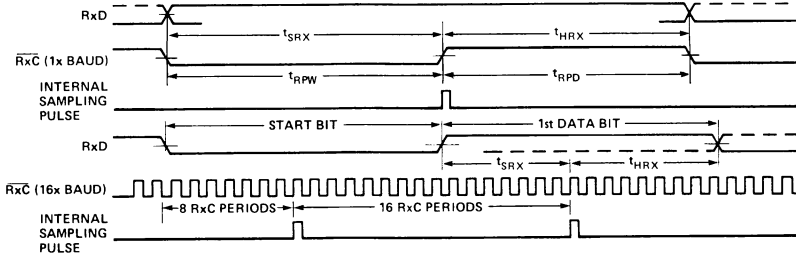 RxD
tSRX
tHRX
RxC (1x BAUD)
tRPW
tRPD
INTERNAL
SAMPLING
PULSE
START BIT
1st DATA BIT
RxD
tSRX
tHRX
RxC (16x BAUD)
8 RxC PERIODS
16 RxC PERIODS
INTERNAL
SAMPLING
PULSE